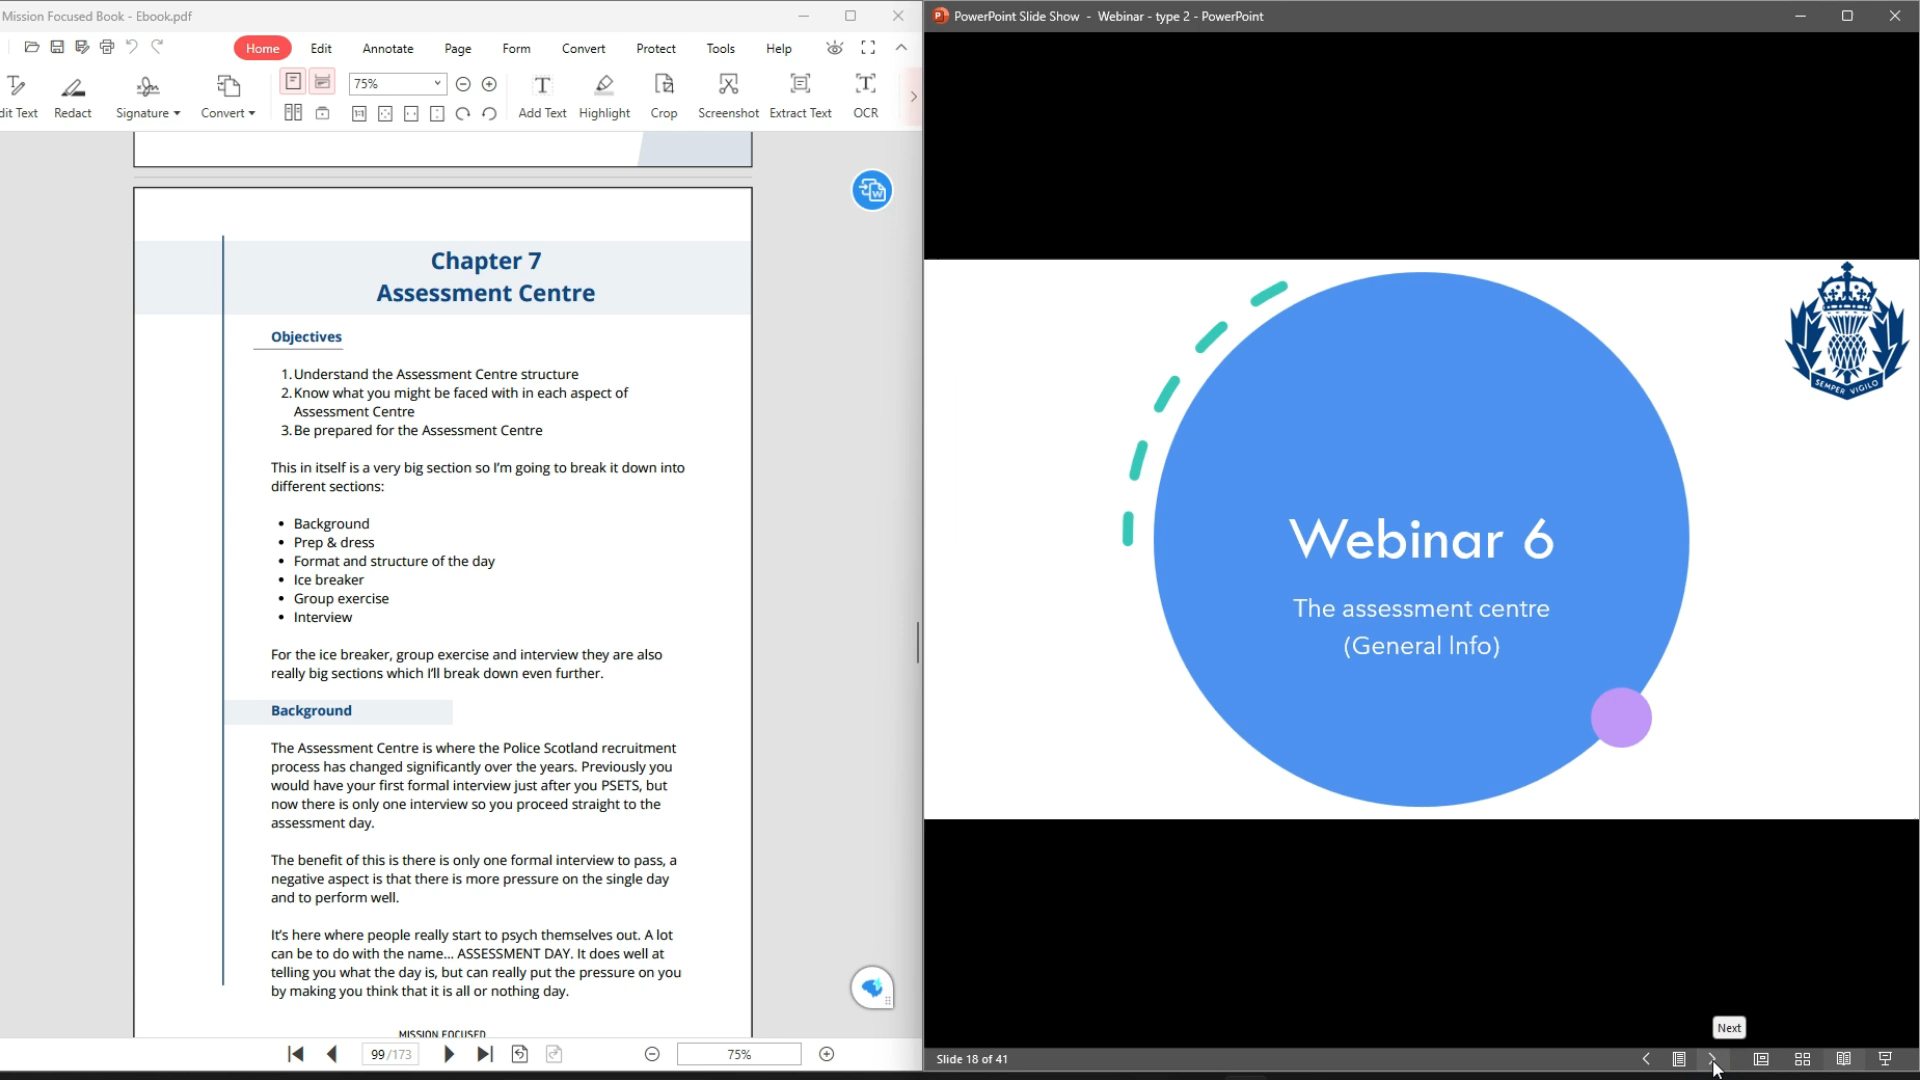 Mission Focused Book - Ebook.pdf
Home Edit Annotate Page Form Convert Protect Tools Help
75%
dit Text Redact Signature Convert Add Text Highlight Crop Screenshot Extract Text OCR
Chapter 7
Assessment Centre
Objectives
1. Understand the Assessment Centre structure
2. Know what you might be faced with in each aspect of
Assessment Centre
3. Be prepared for the Assessment Centre
This in itself is a very big section so I'm going to break it down into
different sections:
• Background
• Prep & dress
• Format and structure of the day
• Ice breaker
• Group exercise
• Interview
For the ice breaker, group exercise and interview they are also
really big sections which I'll break down even further.
Background
The Assessment Centre is where the Police Scotland recruitment
process has changed significantly over the years. Previously you
would have your first formal interview just after you PSETS, but
now there is only one interview so you proceed straight to the
assessment day.
The benefit of this is there is only one formal interview to pass, a
negative aspect is that there is more pressure on the single day
and to perform well.
It's here where people really start to psych themselves out. A lot
can be to do with the name... ASSESSMENT DAY. It does well at
telling you what the day is, but can really put the pressure on you
by making you think that it is all or nothing day.
MISSION FOCUSED
99/173
75%
PowerPoint Slide Show - Webinar - type 2 - PowerPoint
SEMPER VIGILO
Webinar 6
The assessment centre
(General Info)
Next
Slide 18 of 41